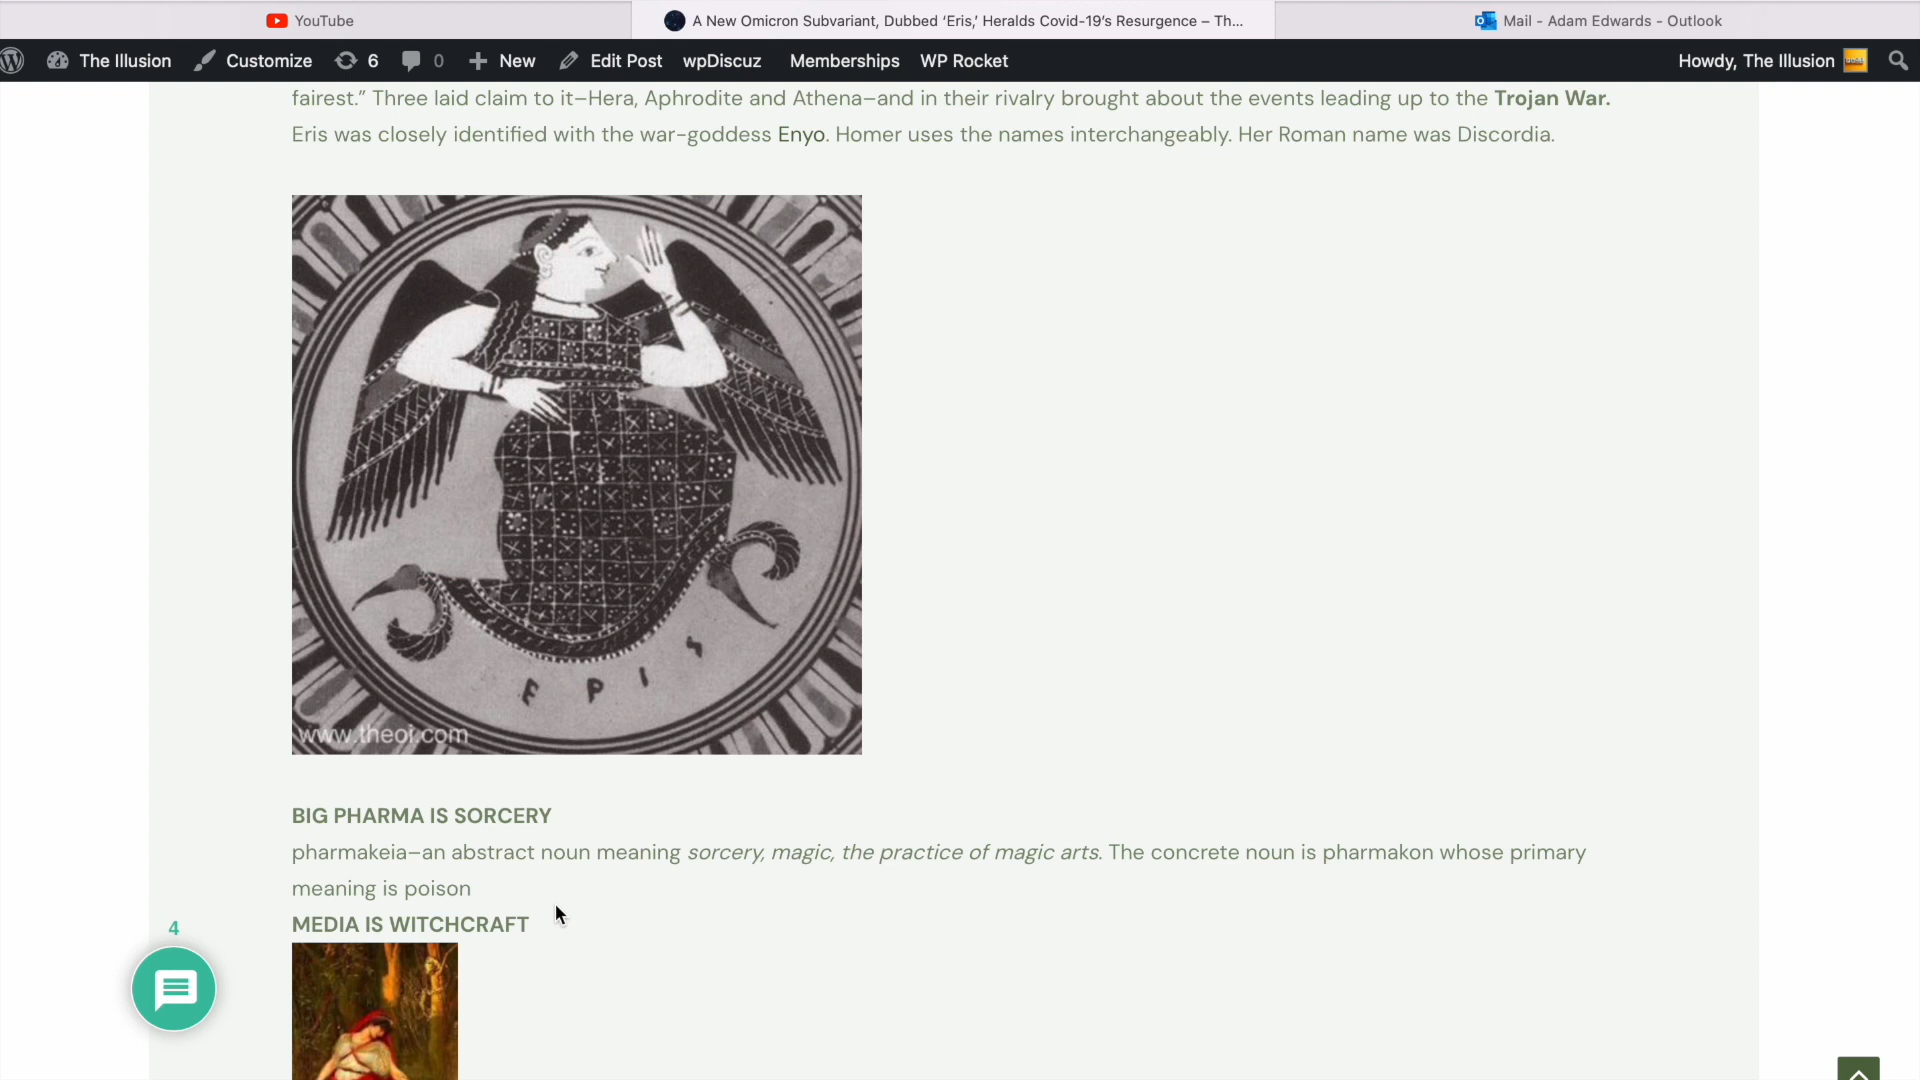 YouTube
A New Omicron Subvariant, Dubbed ‘Eris,’ Heralds Covid-19’s Resurgence – Th...
Mail - Adam Edwards - Outlook
The Illusion
Customize
6
0
New
Edit Post
wpDiscuz
Memberships
WP Rocket
Howdy, The Illusion
fairest.” Three laid claim to it–Hera, Aphrodite and Athena–and in their rivalry brought about the events leading up to the Trojan War.
Eris was closely identified with the war-goddess Enyo. Homer uses the names interchangeably. Her Roman name was Discordia.
Ε Ρ Ι Σ
www.theoi.com
BIG PHARMA IS SORCERY
pharmakeia–an abstract noun meaning sorcery, magic, the practice of magic arts. The concrete noun is pharmakon whose primary
meaning is poison
MEDIA IS WITCHCRAFT
4